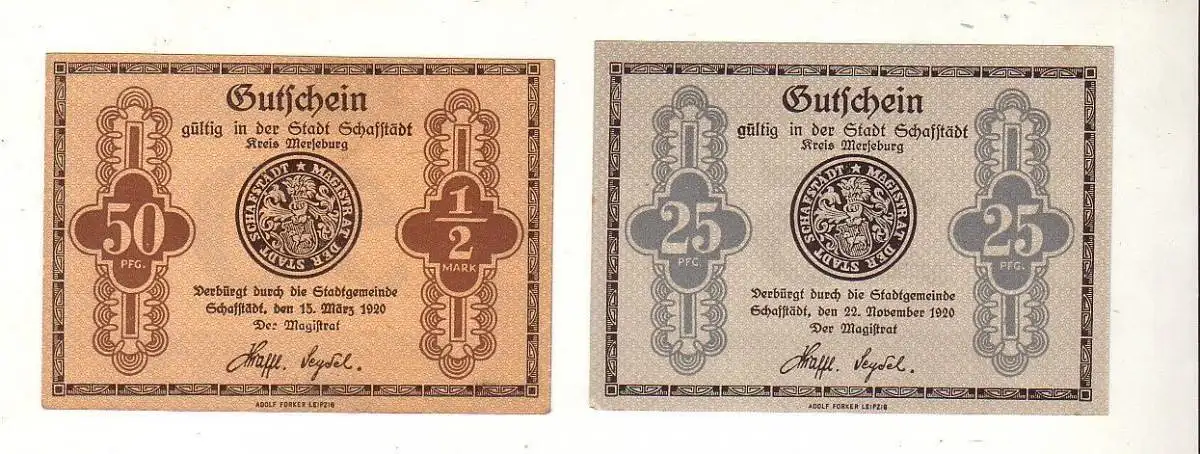 Gutschein
gültig in der Stadt Schafstädt
Kreis Merseburg
SCHAFSTÄDT ★ MAGISTRAT DER STADT
50
PFG.
1/2
MARK
Verbürgt durch die Stadtgemeinde
Schafstädt, den 15. März 1920
Der Magistrat
Seydel.
ADOLF FORKER LEIPZIG
Gutschein
gültig in der Stadt Schafstädt
Kreis Merseburg
SCHAFSTÄDT ★ MAGISTRAT DER STADT
25
PFG.
25
PFG.
Verbürgt durch die Stadtgemeinde
Schafstädt, den 22. November 1920
Der Magistrat
Seydel.
ADOLF FORKER LEIPZIG